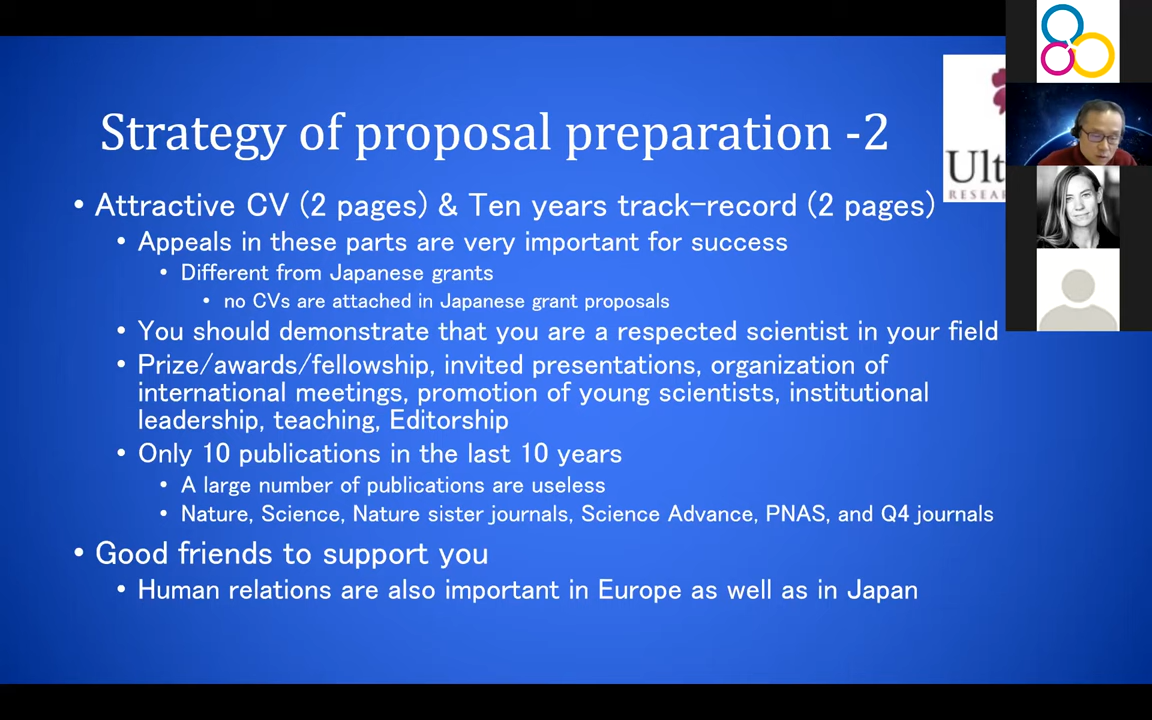 Strategy of proposal preparation -2
• Attractive CV (2 pages) & Ten years track-record (2 pages)
• Appeals in these parts are very important for success
• Different from Japanese grants
• no CVs are attached in Japanese grant proposals
• You should demonstrate that you are a respected scientist in your field
• Prize/awards/fellowship, invited presentations, organization of
international meetings, promotion of young scientists, institutional
leadership, teaching, Editorship
• Only 10 publications in the last 10 years
• A large number of publications are useless
• Nature, Science, Nature sister journals, Science Advance, PNAS, and Q4 journals
• Good friends to support you
• Human relations are also important in Europe as well as in Japan